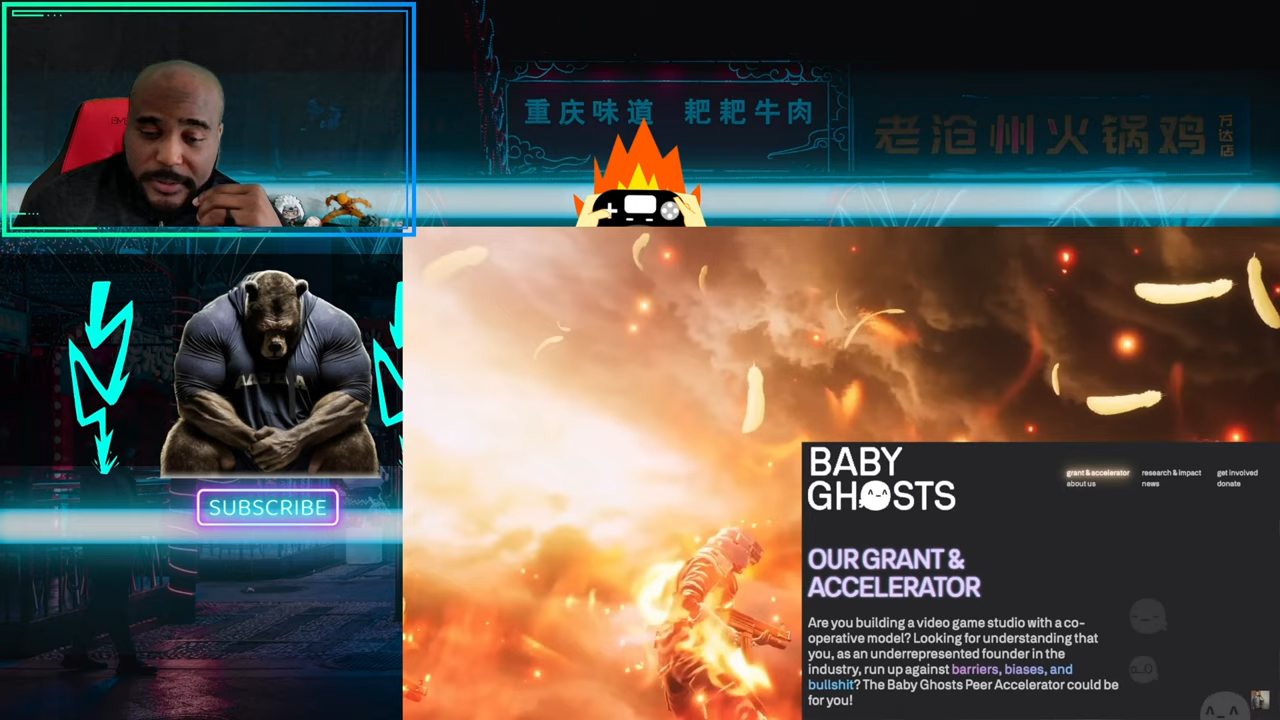 重庆味道 粑粑牛肉
老沧州火锅鸡
万达店
SUBSCRIBE
BABY
GHOSTS
grant & accelerator research & impact get involved
about us news donate
OUR GRANT &
ACCELERATOR
Are you building a video game studio with a co-
operative model? Looking for understanding that
you, as an underrepresented founder in the
industry, run up against barriers, biases, and
bullshit? The Baby Ghosts Peer Accelerator could be
for you!